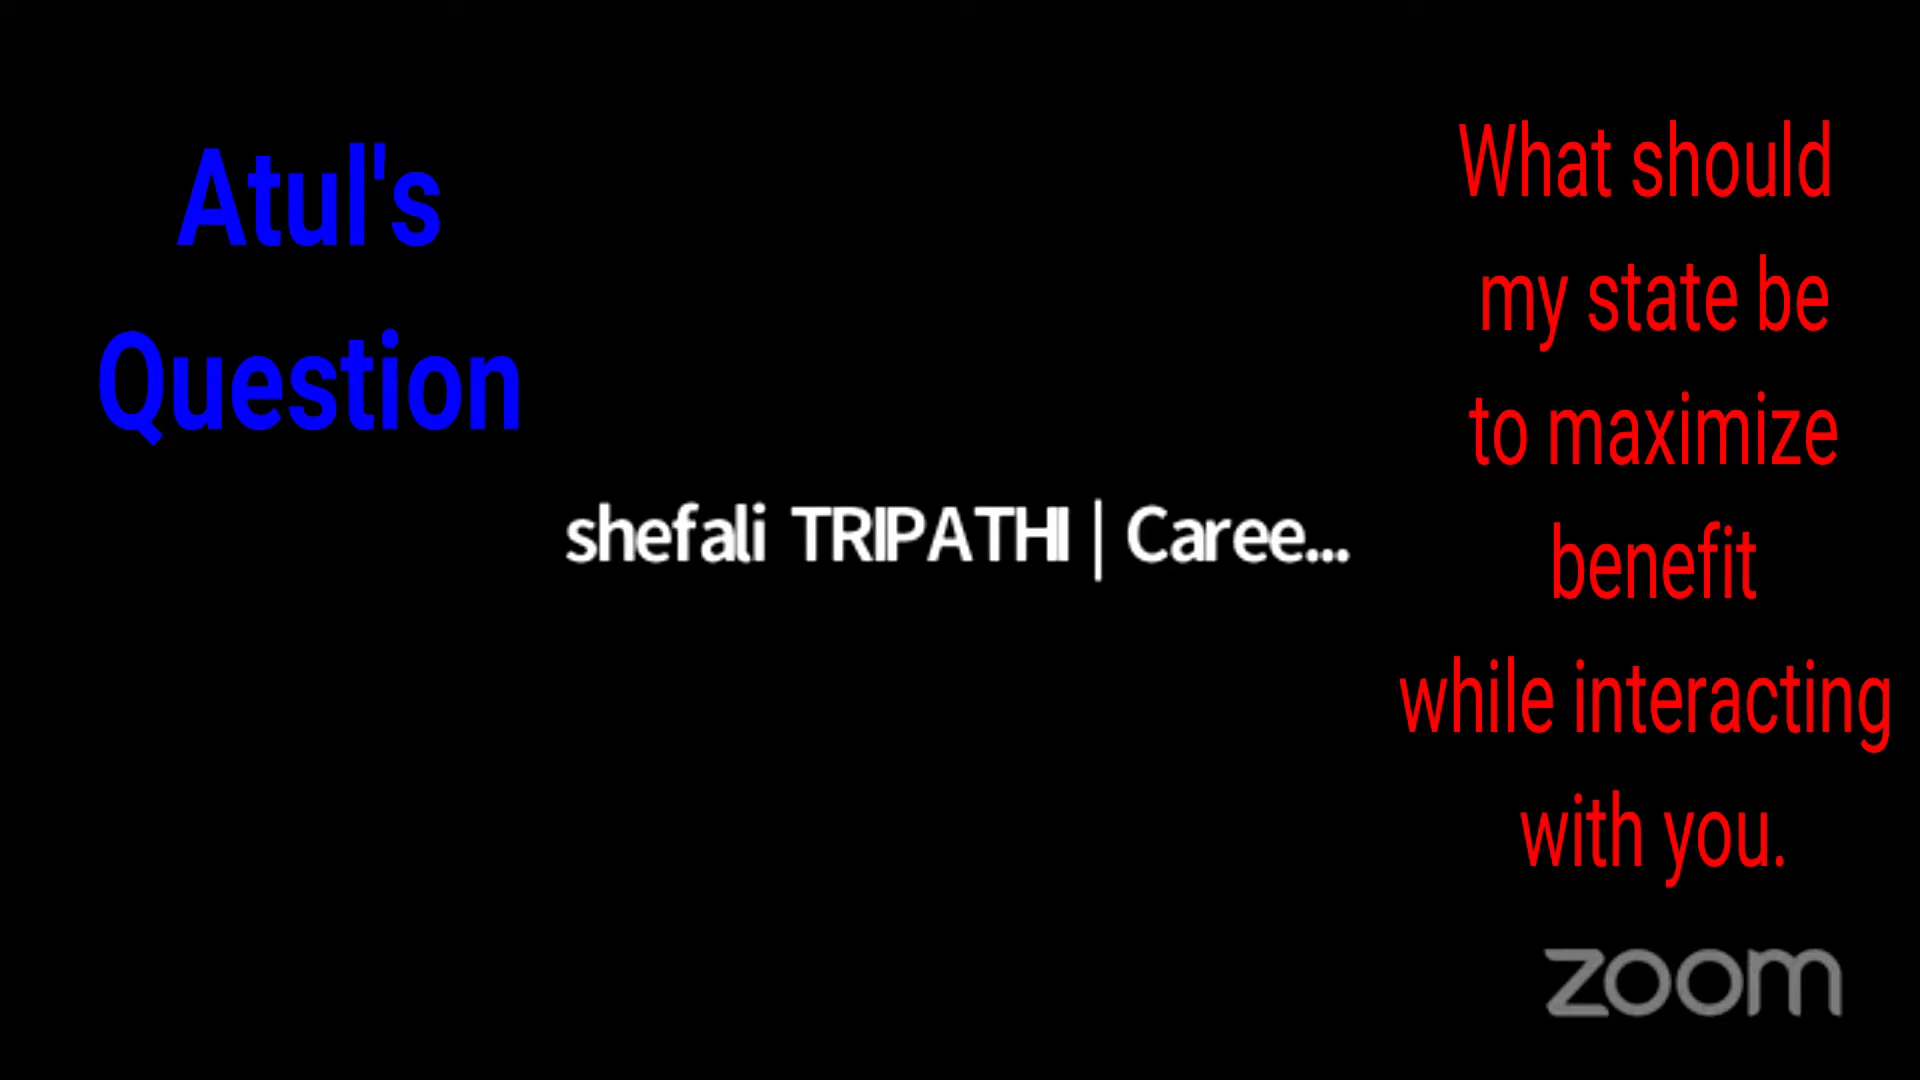 Atul's
Question
shefali TRIPATHI | Caree...
What should
my state be
to maximize
benefit
while interacting
with you.
zoom